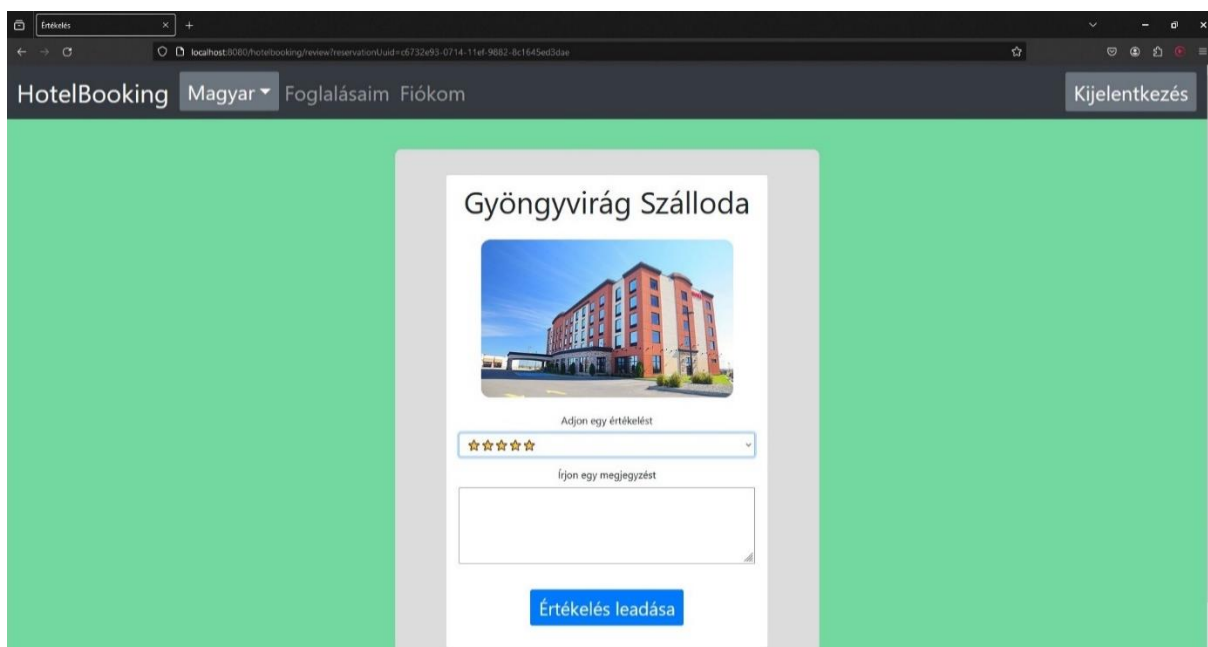 Értékelés
localhost:8080/hotelbooking/review?reservationUuid=c6732e93-0714-11ef-9882-8c1645ed3dae
HotelBooking Magyar Foglalásaim Fiókom Kijelentkezés
Gyöngyvirág Szálloda
Adjon egy értékelést
Írjon egy megjegyzést
Értékelés leadása